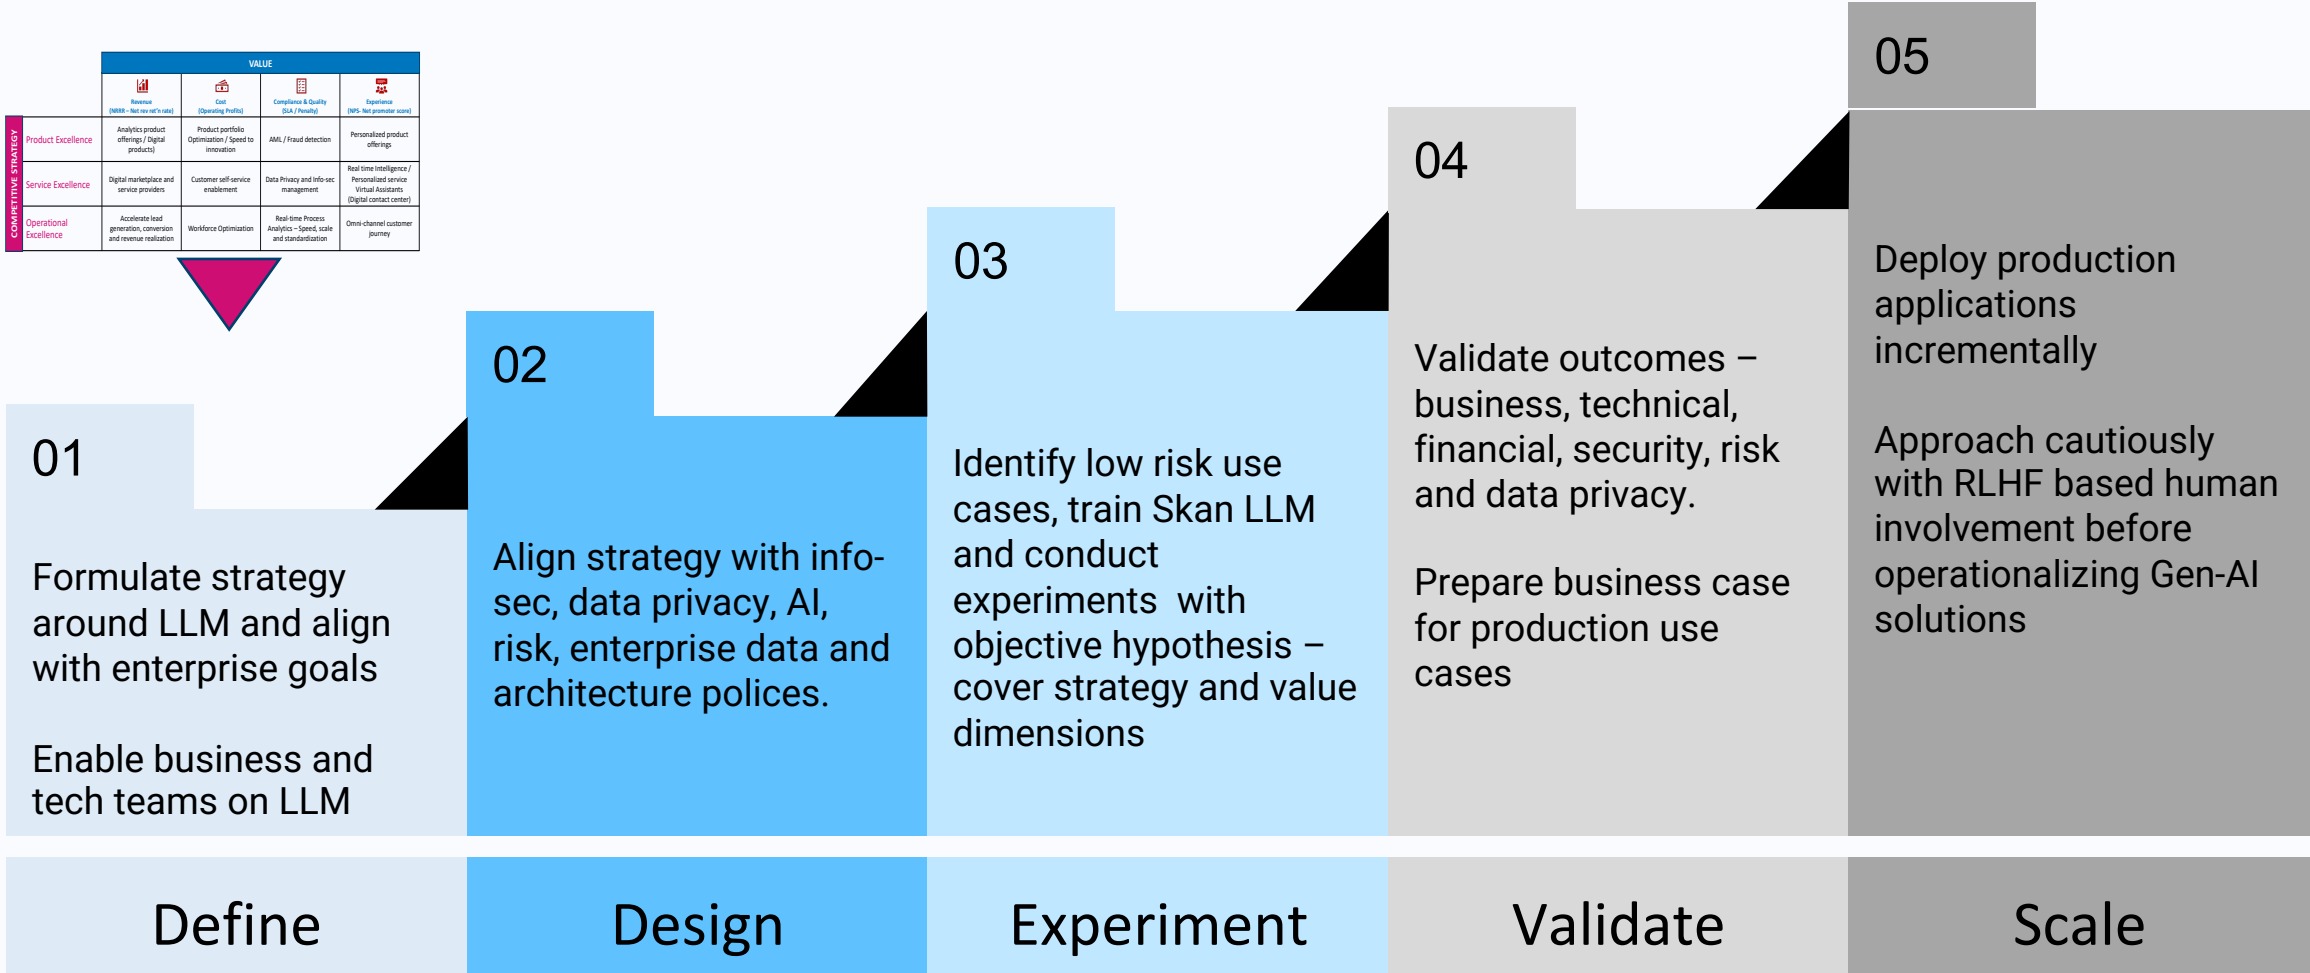 VALUE
Revenue
(NRRR – Net rev ret'n rate)
Cost
(Operating Profits)
Compliance & Quality
(SLA / Penalty)
Experience
(NPS- Net promoter score)
COMPETITIVE STRATEGY
Product Excellence
Analytics product
offerings / Digital
products)
Product portfolio
Optimization / Speed to
innovation
AML / Fraud detection
Personalized product
offerings
Service Excellence
Digital marketplace and
service providers
Customer self-service
enablement
Data Privacy and Info-sec
management
Real time Intelligence /
Personalized service
Virtual Assistants
(Digital contact center)
Operational
Excellence
Accelerate lead
generation, conversion
and revenue realization
Workforce Optimization
Real-time Process
Analytics – Speed, scale
and standardization
Omni-channel customer
journey
01
Formulate strategy
around LLM and align
with enterprise goals
Enable business and
tech teams on LLM
02
Align strategy with info-
sec, data privacy, AI,
risk, enterprise data and
architecture polices.
03
Identify low risk use
cases, train Skan LLM
and conduct
experiments  with
objective hypothesis –
cover strategy and value
dimensions
04
Validate outcomes –
business, technical,
financial, security, risk
and data privacy.
Prepare business case
for production use
cases
05
Deploy production
applications
incrementally
Approach cautiously
with RLHF based human
involvement before
operationalizing Gen-AI
solutions
Define
Design
Experiment
Validate
Scale